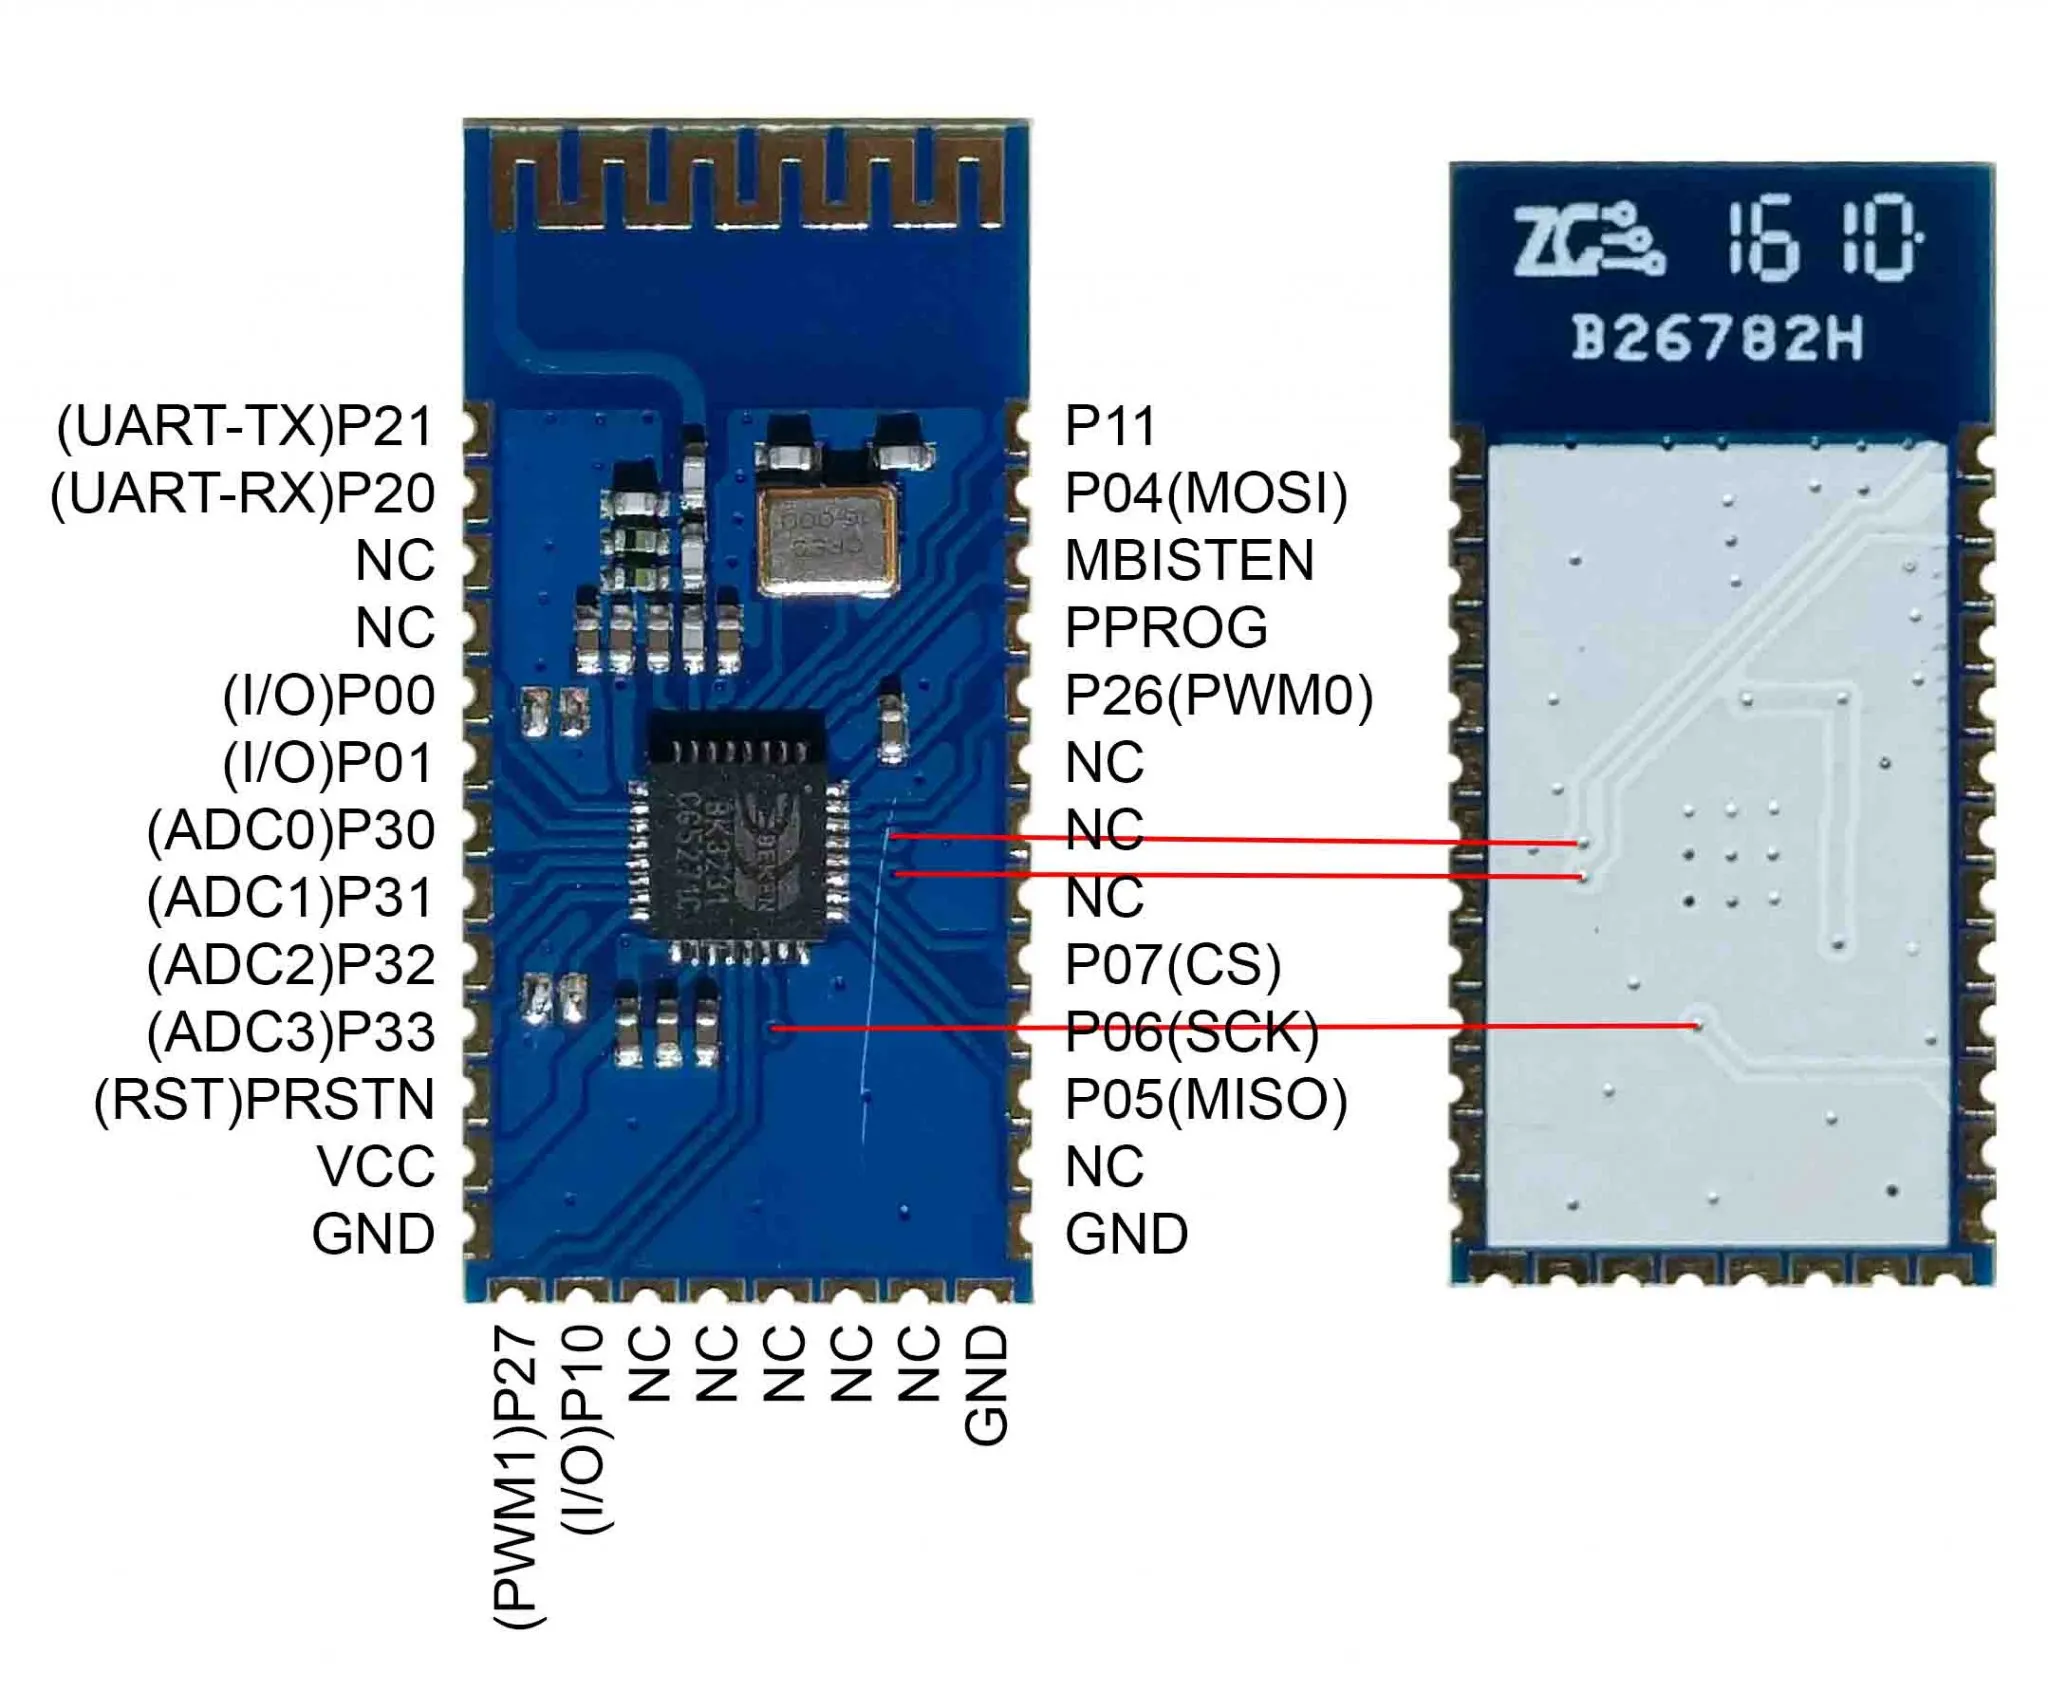 ZG 16 10
B26782H
(UART-TX)P21
(UART-RX)P20
NC
NC
(I/O)P00
(I/O)P01
(ADC0)P30
(ADC1)P31
(ADC2)P32
(ADC3)P33
(RST)PRSTN
VCC
GND
BEKEN
BK3231
P11
P04(MOSI)
MBISTEN
PPROG
P26(PWM0)
NC
NC
NC
P07(CS)
P06(SCK)
P05(MISO)
NC
GND
(PWM1)P27
(I/O)P10
NC
NC
NC
NC
NC
GND